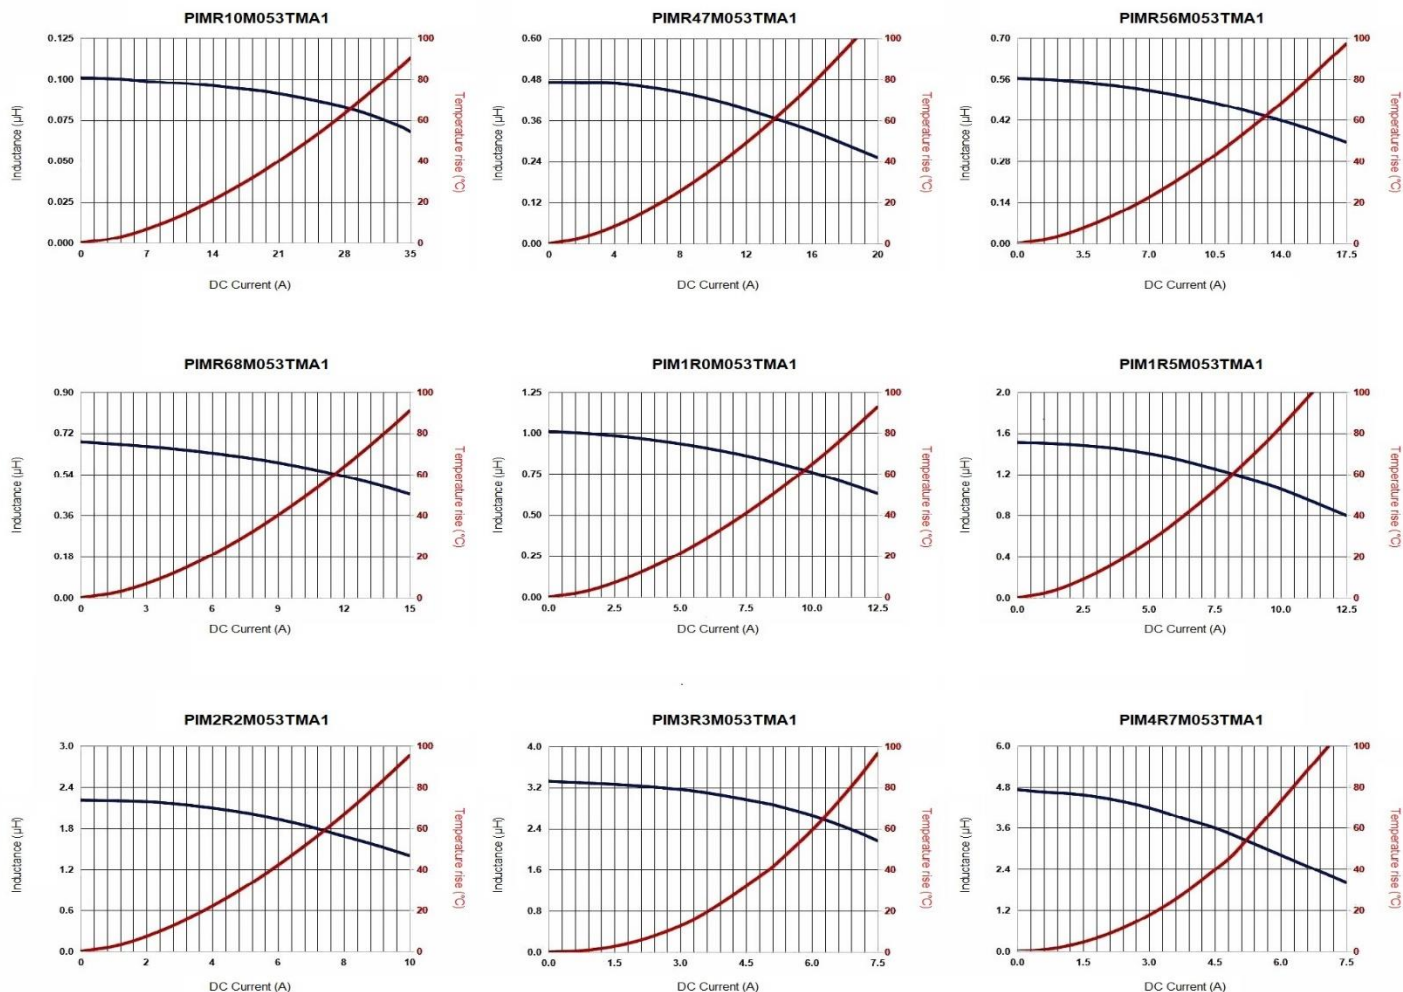 PIMR10M053TMA1
0.125
0.100
0.075
0.050
0.025
0.000
100
80
60
40
20
0
0 7 14 21 28 35
Inductance (µH)
Temperature rise (℃)
DC Current (A)
PIMR47M053TMA1
0.60
0.48
0.36
0.24
0.12
0.00
100
80
60
40
20
0
0 4 8 12 16 20
Inductance (µH)
Temperature rise (℃)
DC Current (A)
PIMR56M053TMA1
0.70
0.56
0.42
0.28
0.14
0.00
100
80
60
40
20
0
0.0 3.5 7.0 10.5 14.0 17.5
Inductance (µH)
Temperature rise (℃)
DC Current (A)
PIMR68M053TMA1
0.90
0.72
0.54
0.36
0.18
0.00
100
80
60
40
20
0
0 3 6 9 12 15
Inductance (µH)
Temperature rise (℃)
DC Current (A)
PIM1R0M053TMA1
1.25
1.00
0.75
0.50
0.25
0.00
100
80
60
40
20
0
0.0 2.5 5.0 7.5 10.0 12.5
Inductance (µH)
Temperature rise (℃)
DC Current (A)
PIM1R5M053TMA1
2.0
1.6
1.2
0.8
0.4
0.0
100
80
60
40
20
0
0.0 2.5 5.0 7.5 10.0 12.5
Inductance (µH)
Temperature rise (℃)
DC Current (A)
PIM2R2M053TMA1
3.0
2.4
1.8
1.2
0.6
0.0
100
80
60
40
20
0
0 2 4 6 8 10
Inductance (µH)
Temperature rise (℃)
DC Current (A)
PIM3R3M053TMA1
4.0
3.2
2.4
1.6
0.8
0.0
100
80
60
40
20
0
0.0 1.5 3.0 4.5 6.0 7.5
Inductance (µH)
Temperature rise (℃)
DC Current (A)
PIM4R7M053TMA1
6.0
4.8
3.6
2.4
1.2
0.0
100
80
60
40
20
0
0.0 1.5 3.0 4.5 6.0 7.5
Inductance (µH)
Temperature rise (℃)
DC Current (A)